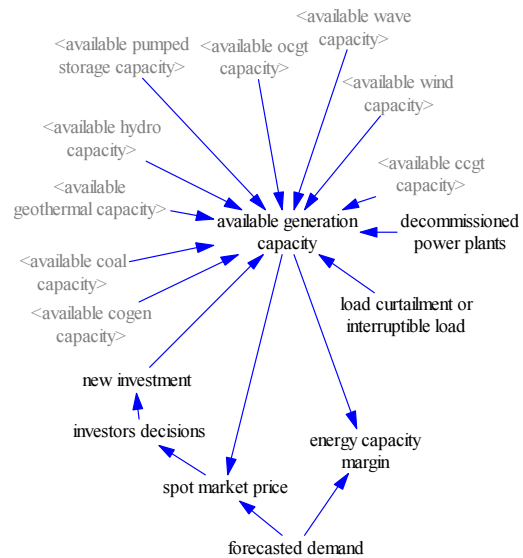 <available pumped
storage capacity>
<available ocgt
capacity>
<available wave
capacity>
<available wind
capacity>
<available hydro
capacity>
<available ccgt
capacity>
<available
geothermal capacity>
available generation
capacity
decommissioned
power plants
<available coal
capacity>
<available cogen
capacity>
load curtailment or
interruptible load
new investment
investors decisions
energy capacity
margin
spot market price
forecasted demand